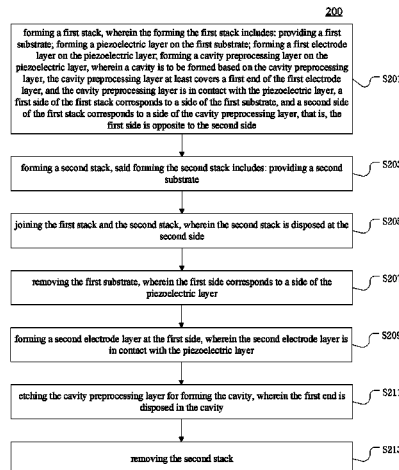 200
forming a first stack, wherein the forming the first stack includes: providing a first
substrate; forming a piezoelectric layer on the first substrate; forming a first electrode
layer on the piezoelectric layer; forming a cavity preprocessing layer on the
piezoelectric layer, wherein a cavity is to be formed based on the cavity preprocessing
layer, the cavity preprocessing layer at least covers a first end of the first electrode
layer, and the cavity preprocessing layer is in contact with the piezoelectric layer, a
first side of the first stack corresponds to a side of the first substrate, and a second
side of the first stack corresponds to a side of the cavity preprocessing layer, that is, the
first side is opposite to the second side
S201
forming a second stack, said forming the second stack includes: providing a second
substrate
S203
joining the first stack and the second stack, wherein the second stack is disposed at the
second side
S205
removing the first substrate, wherein the first side corresponds to a side of the
piezoelectric layer
S207
forming a second electrode layer at the first side, wherein the second electrode layer is
in contact with the piezoelectric layer
S209
etching the cavity preprocessing layer for forming the cavity, wherein the first end is
disposed in the cavity
S211
removing the second stack
S213